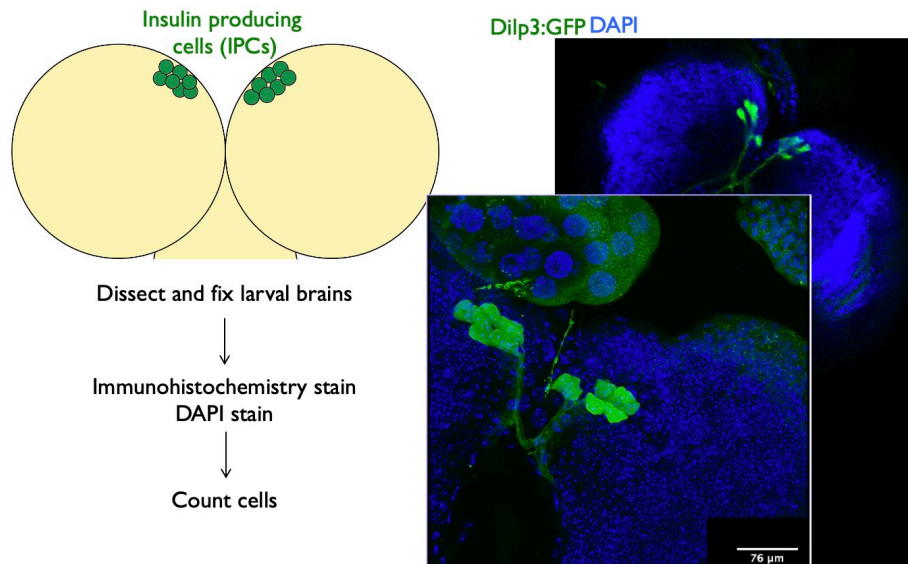 Insulin producing
cells (IPCs)
Dilp3:GFP DAPI
Dissect and fix larval brains
Immunohistochemistry stain
DAPI stain
Count cells
76 µm